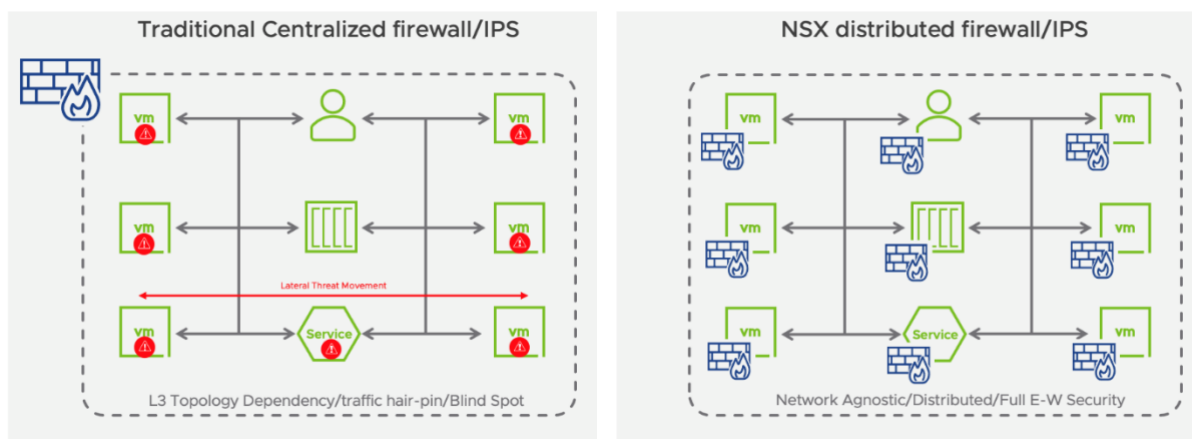 Traditional Centralized firewall/IPS
vm
vm
vm
vm
Lateral Threat Movement
vm
Service
vm
L3 Topology Dependency/traffic hair-pin/Blind Spot
NSX distributed firewall/IPS
vm
vm
vm
vm
vm
Service
vm
Network Agnostic/Distributed/Full E-W Security